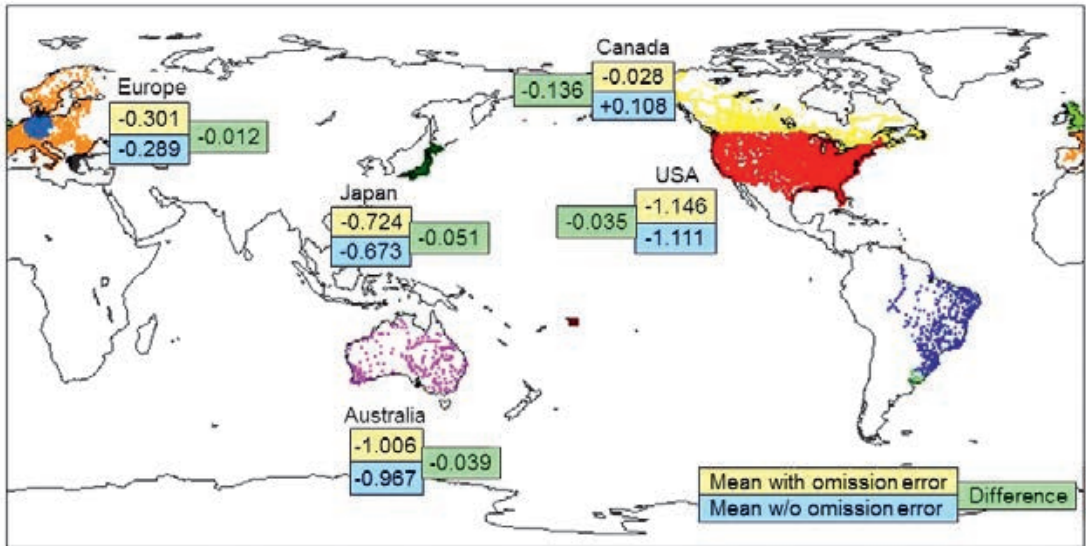 Canada
-0.028
-0.136
+0.108
Europe
-0.301
-0.012
-0.289
USA
-1.146
-0.035
-1.111
Japan
-0.724
-0.051
-0.673
Australia
-1.006
-0.039
-0.967
Mean with omission error
Difference
Mean w/o omission error